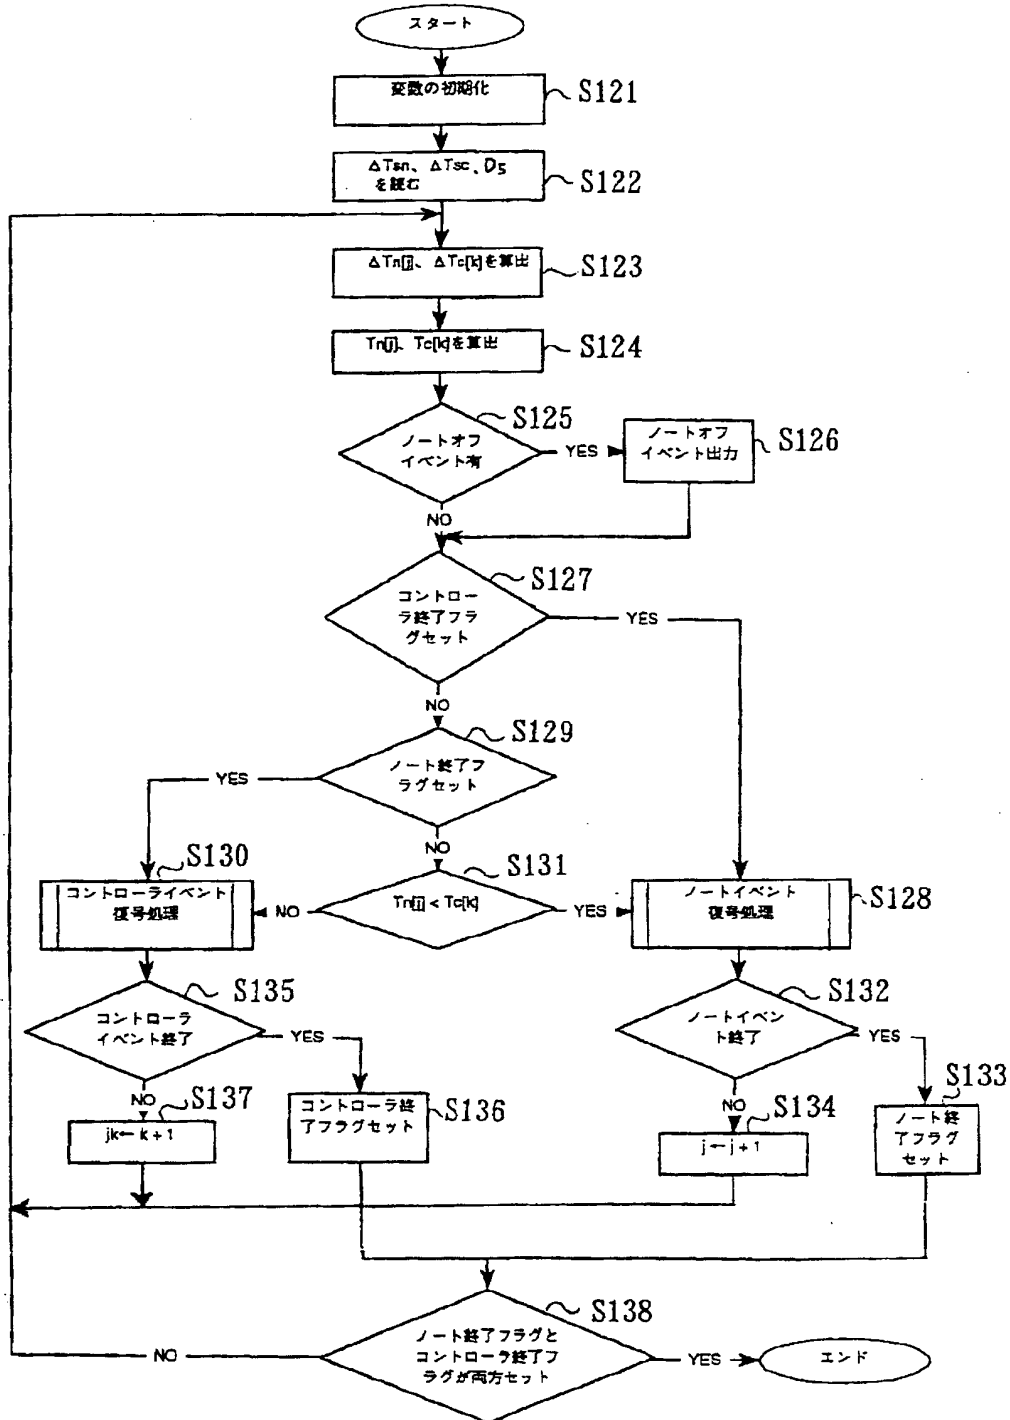 スタート
変数の初期化
S121
ΔTsn、ΔTsc、D5
を読む
S122
ΔTn[j]、ΔTc[k]を算出
S123
Tn[j]、Tc[k]を算出
S124
S125
ノートオフ
イベント有
YES
ノートオフ
イベント出力
S126
NO
S127
コントロー
ラ終了フラ
グセット
YES
NO
S129
ノート終了フ
ラグセット
YES
NO
S130
コントローライベント
復号処理
S131
Tn[j] < Tc[k]
NO
YES
ノートイベント
復号処理
S128
S135
コントローラ
イベント終了
YES
NO
S132
ノートイベン
ト終了
YES
NO
S137
jk←k+1
コントローラ終
了フラグセット
S136
S134
j←j+1
S133
ノート終
了フラグ
セット
S138
ノート終了フラグと
コントローラ終了フ
ラグが両方セット
NO
YES
エンド